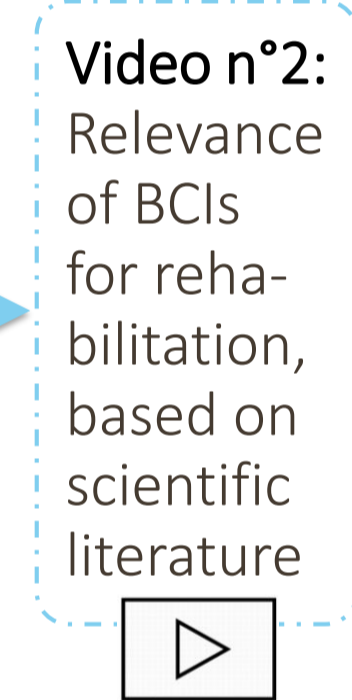 Video n°2:
Relevance
of BCIs
for reha-
bilitation,
based on
scientific
literature